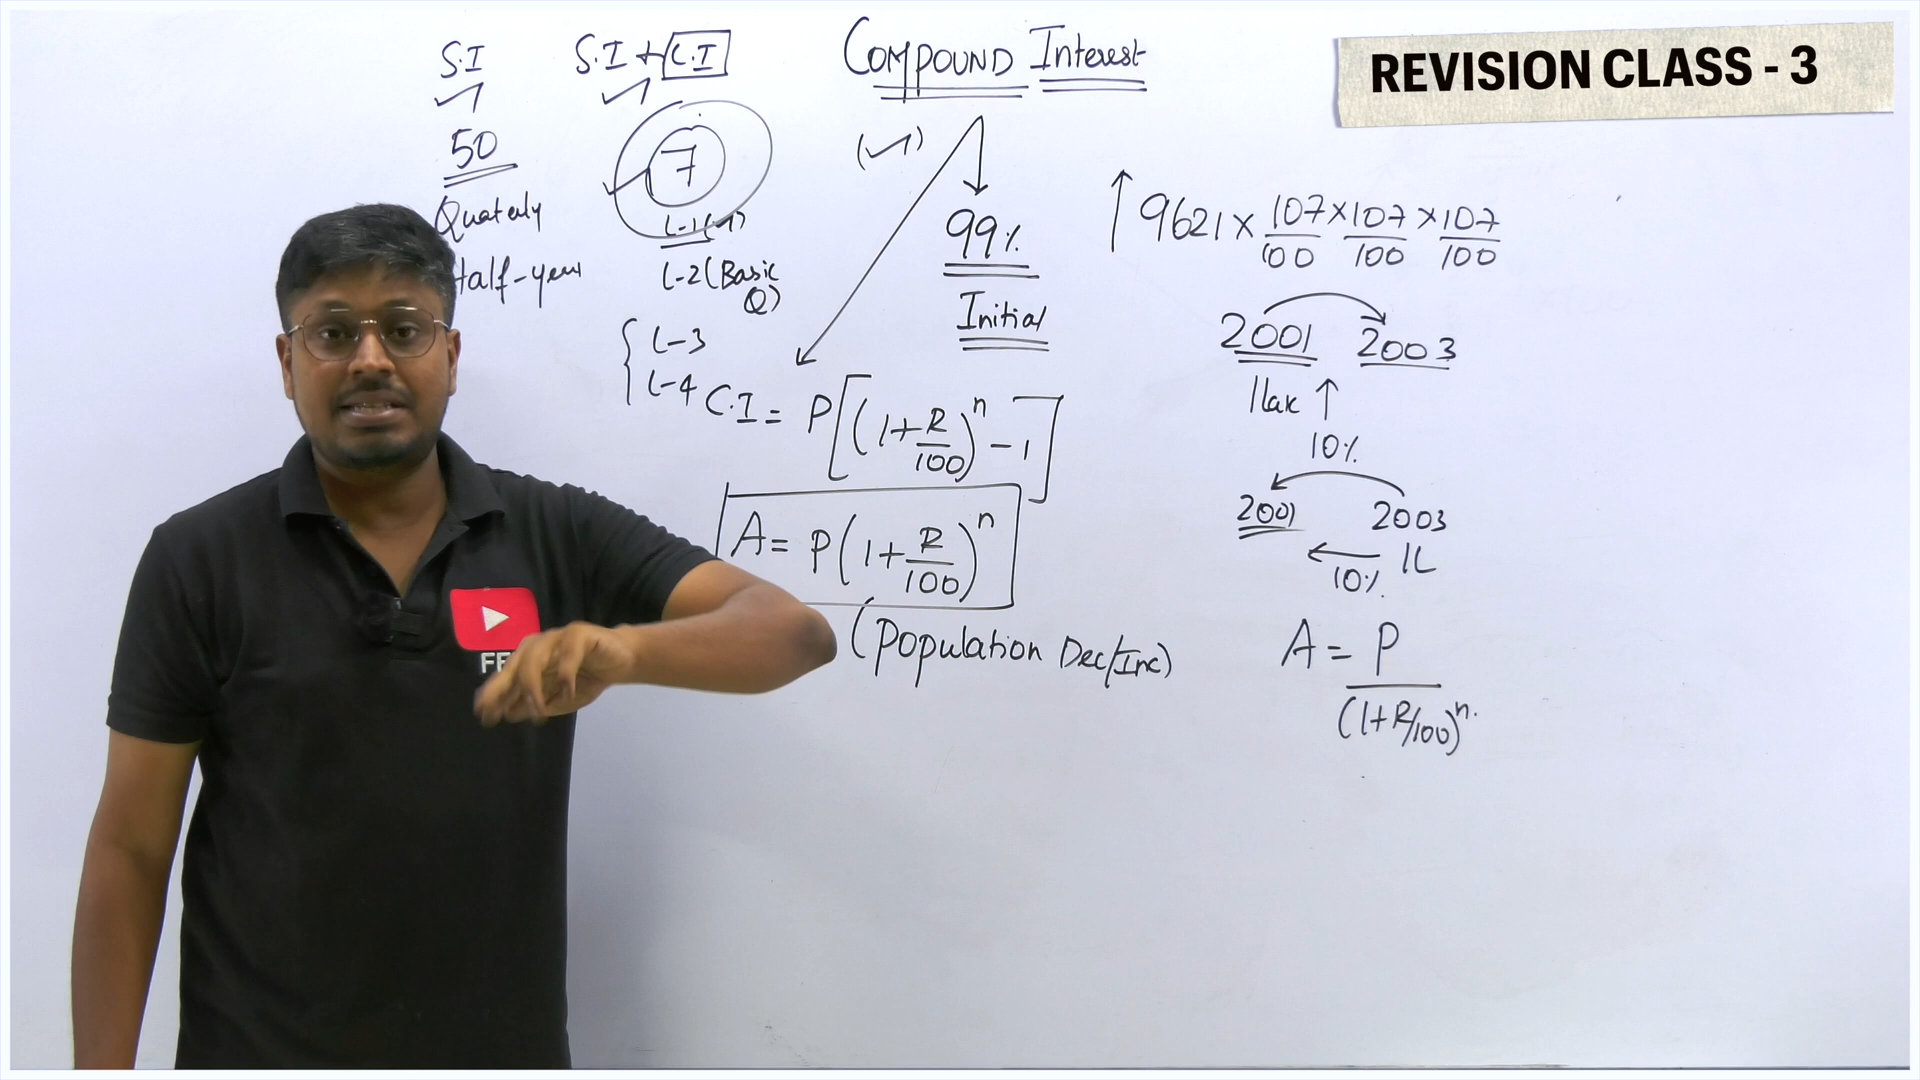 REVISION CLASS - 3
COMPOUND Interest
S.I
S.I + C.I
50
7
Quaterly
Half-year
L-1
L-2 (Basic
Q)
L-3
L-4
99%
Initial
C.I = P[(1+R/100)^n - 1]
A = P(1+R/100)^n
(Population Dec/Inc)
9621 × 107/100 × 107/100 × 107/100
2001 2003
1lak
10%
2001 2003
10% 1L
A = P/(1+R/100)^n.